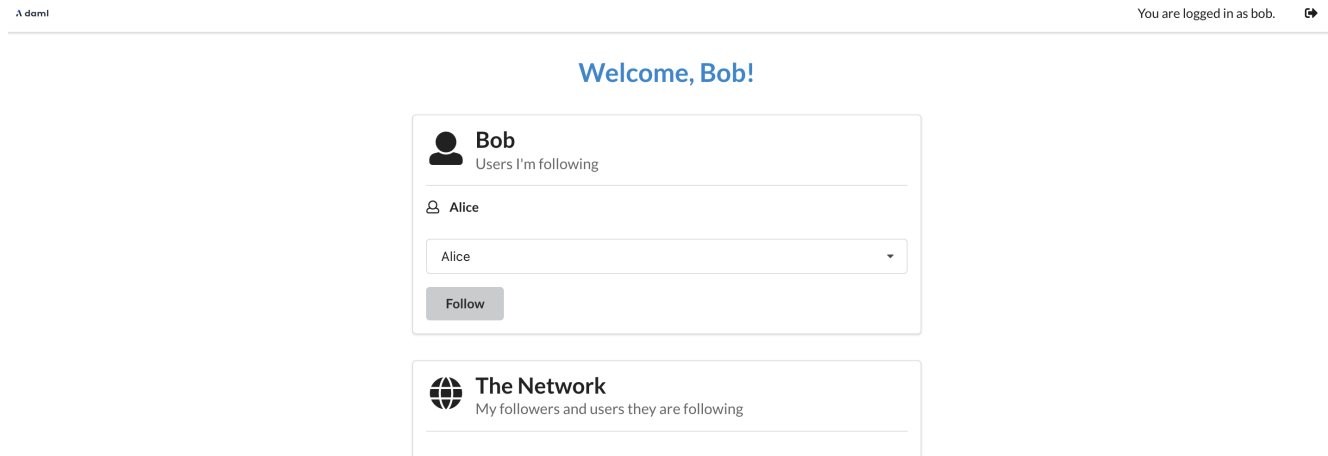 daml
You are logged in as bob.
Welcome, Bob!
Bob
Users I'm following
Alice
Alice
Follow
The Network
My followers and users they are following